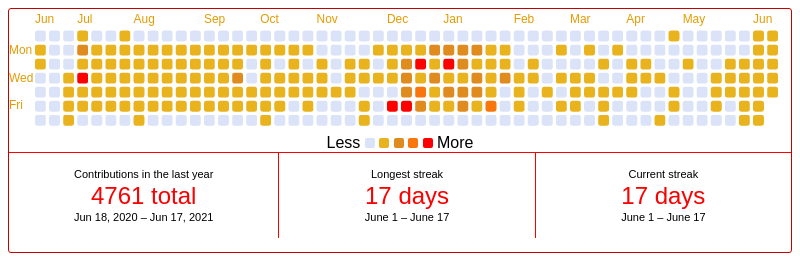 Jun Jul Aug Sep Oct Nov Dec Jan Feb Mar Apr May Jun
Mon
Wed
Fri
Less More
Contributions in the last year
4761 total
Jun 18, 2020 – Jun 17, 2021
Longest streak
17 days
June 1 – June 17
Current streak
17 days
June 1 – June 17